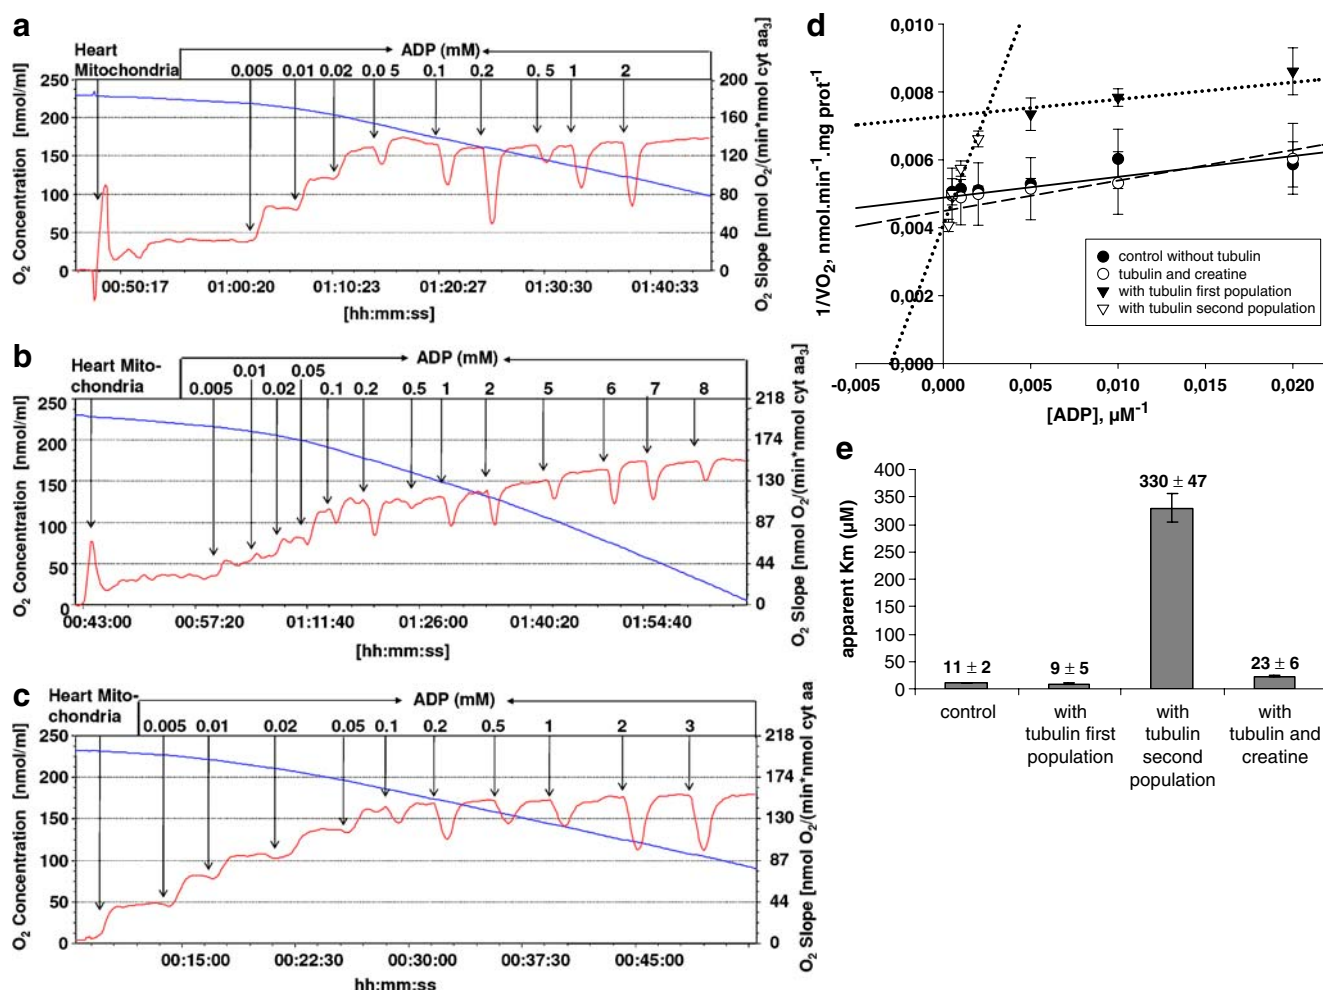 a
Heart
Mitochondria
ADP (mM)
0.005 0.01 0.02 0.0 5 0.1 0.2 0. 5 1 2
O2 Concentration [nmol/ml]
250
200
150
100
50
0
200
160
120
80
40
0
O2 Slope [nmol O2/(min*nmol cyt aa3]
00:50:17 01:00:20 01:10:23 01:20:27 01:30:30 01:40:33
[hh:mm:ss]
b
Heart Mito-
chondria
ADP (mM)
0.005 0.01 0.02 0.05 0.1 0.2 0.5 1 2 5 6 7 8
O2 Concentration [nmol/ml]
250
200
150
100
50
0
218
174
130
87
44
0
O2 Slope [nmol O2/(min*nmol cyt aa3]
00:43:00 00:57:20 01:11:40 01:26:00 01:40:20 01:54:40
[hh:mm:ss]
c
Heart Mito-
chondria
ADP (mM)
0.005 0.01 0.02 0.05 0.1 0.2 0.5 1 2 3
O2 Concentration [nmol/ml]
250
200
150
100
50
0
218
174
130
87
44
0
O2 Slope [nmol O2/(min*nmol cyt aa
00:15:00 00:22:30 00:30:00 00:37:30 00:45:00
hh:mm:ss
d
1/VO2, nmol.min-1.mg prot-1
0,010
0,008
0,006
0,004
0,002
0.000
-0,005 0,000 0,005 0,010 0,015 0,020
[ADP], µM-1
control without tubulin
tubulin and creatine
with tubulin first population
with tubulin second population
e
apparent Km (µM)
400
350
300
250
200
150
100
50
0
11 ± 2
9 ± 5
330 ± 47
23 ± 6
control
with
tubulin first
population
with
tubulin
second
population
with
tubulin and
creatine